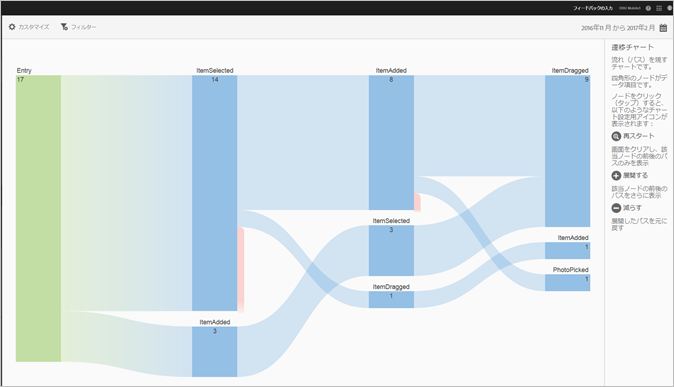 フィードバックの入力
カスタマイズ
フィルター
2016年11月 から 2017年2月
Entry
17
ItemSelected
14
ItemAdded
8
ItemDragged
9
ItemSelected
3
ItemAdded
1
ItemDragged
1
PhotoPicked
1
ItemAdded
3
遷移チャート
流れ（パス）を現す
チャートです。
四角形のノードがデ
ータ項目です。
ノードをクリック
（タップ）すると、
以下のようなチャー
ト設定用アイコンが
表示されます：
再スタート
画面をクリアし、該
当ノードの前後のパ
スのみを表示
展開する
該当ノードの前後の
パスをさらに表示
減らす
展開したパスを元に
戻す